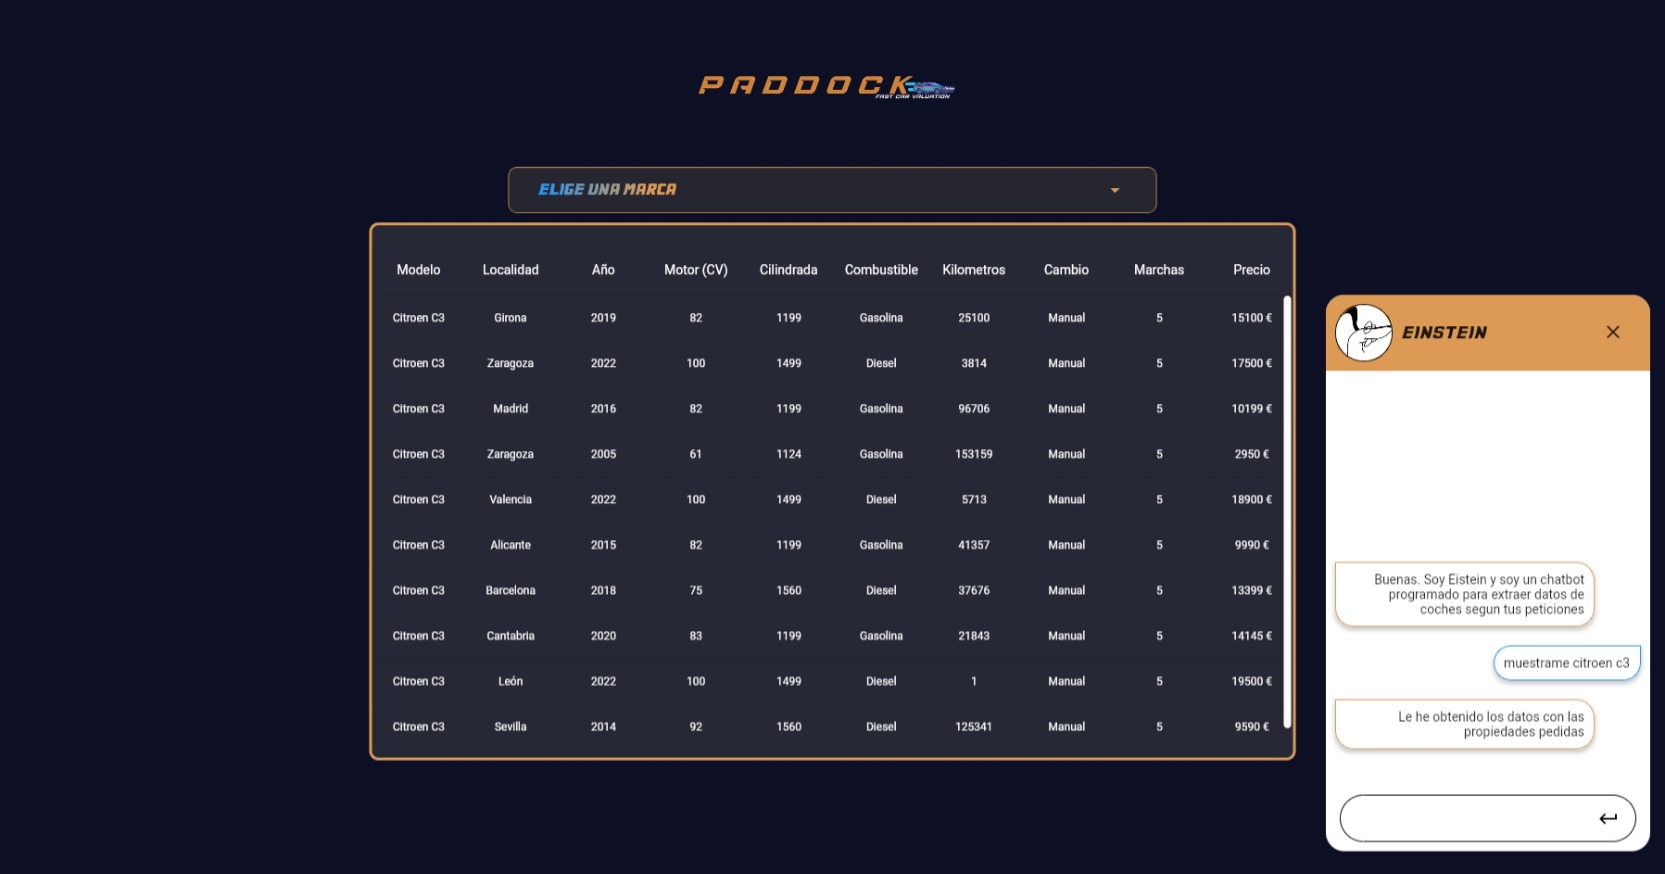 PADDOCK
FAST CAR VALUATION
ELIGE UNA MARCA
Modelo Localidad Año Motor (CV) Cilindrada Combustible Kilometros Cambio Marchas Precio
Citroen C3 Girona 2019 82 1199 Gasolina 25100 Manual 5 15100 €
Citroen C3 Zaragoza 2022 100 1499 Diesel 3814 Manual 5 17500 €
Citroen C3 Madrid 2016 82 1199 Gasolina 96706 Manual 5 10199 €
Citroen C3 Zaragoza 2005 61 1124 Gasolina 153159 Manual 5 2950 €
Citroen C3 Valencia 2022 100 1499 Diesel 5713 Manual 5 18900 €
Citroen C3 Alicante 2015 82 1199 Gasolina 41357 Manual 5 9990 €
Citroen C3 Barcelona 2018 75 1560 Diesel 37676 Manual 5 13399 €
Citroen C3 Cantabria 2020 83 1199 Gasolina 21843 Manual 5 14145 €
Citroen C3 León 2022 100 1499 Diesel 1 Manual 5 19500 €
Citroen C3 Sevilla 2014 92 1560 Diesel 125341 Manual 5 9590 €
EINSTEIN
Buenas. Soy Eistein y soy un chatbot
programado para extraer datos de
coches segun tus peticiones
muestrame citroen c3
Le he obtenido los datos con las
propiedades pedidas